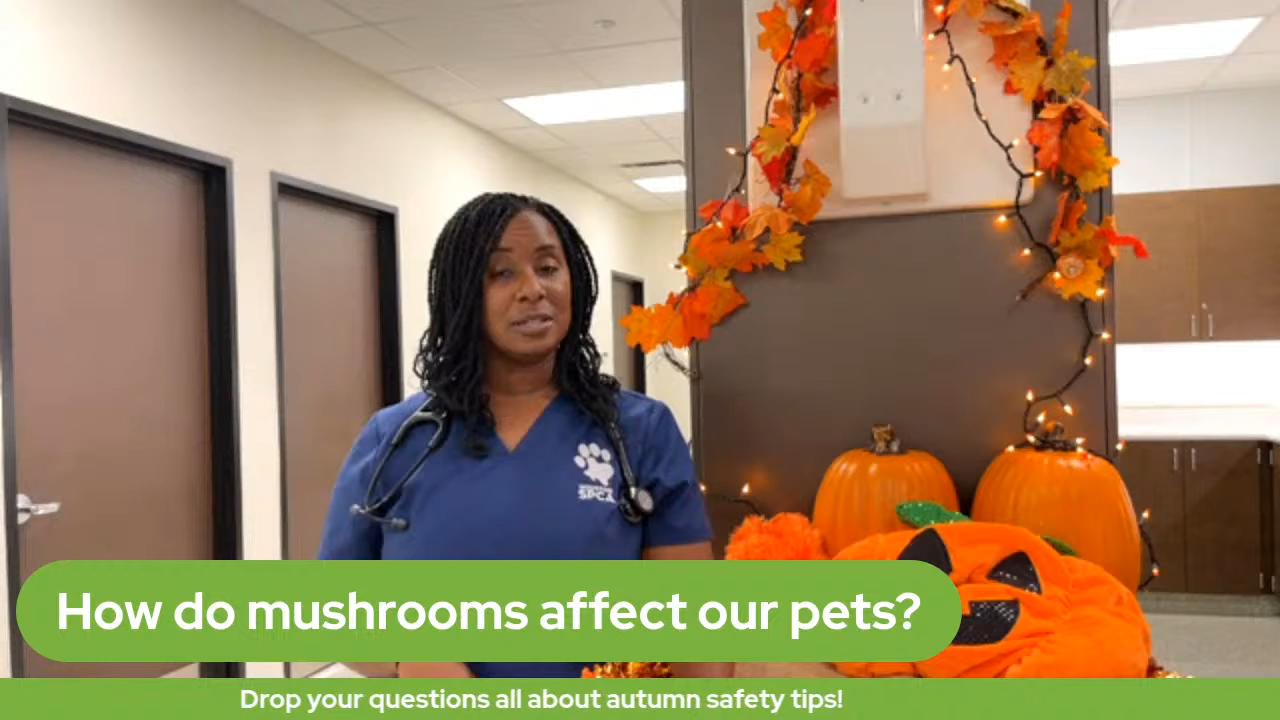 SPCA
How do mushrooms affect our pets?
Drop your questions all about autumn safety tips!